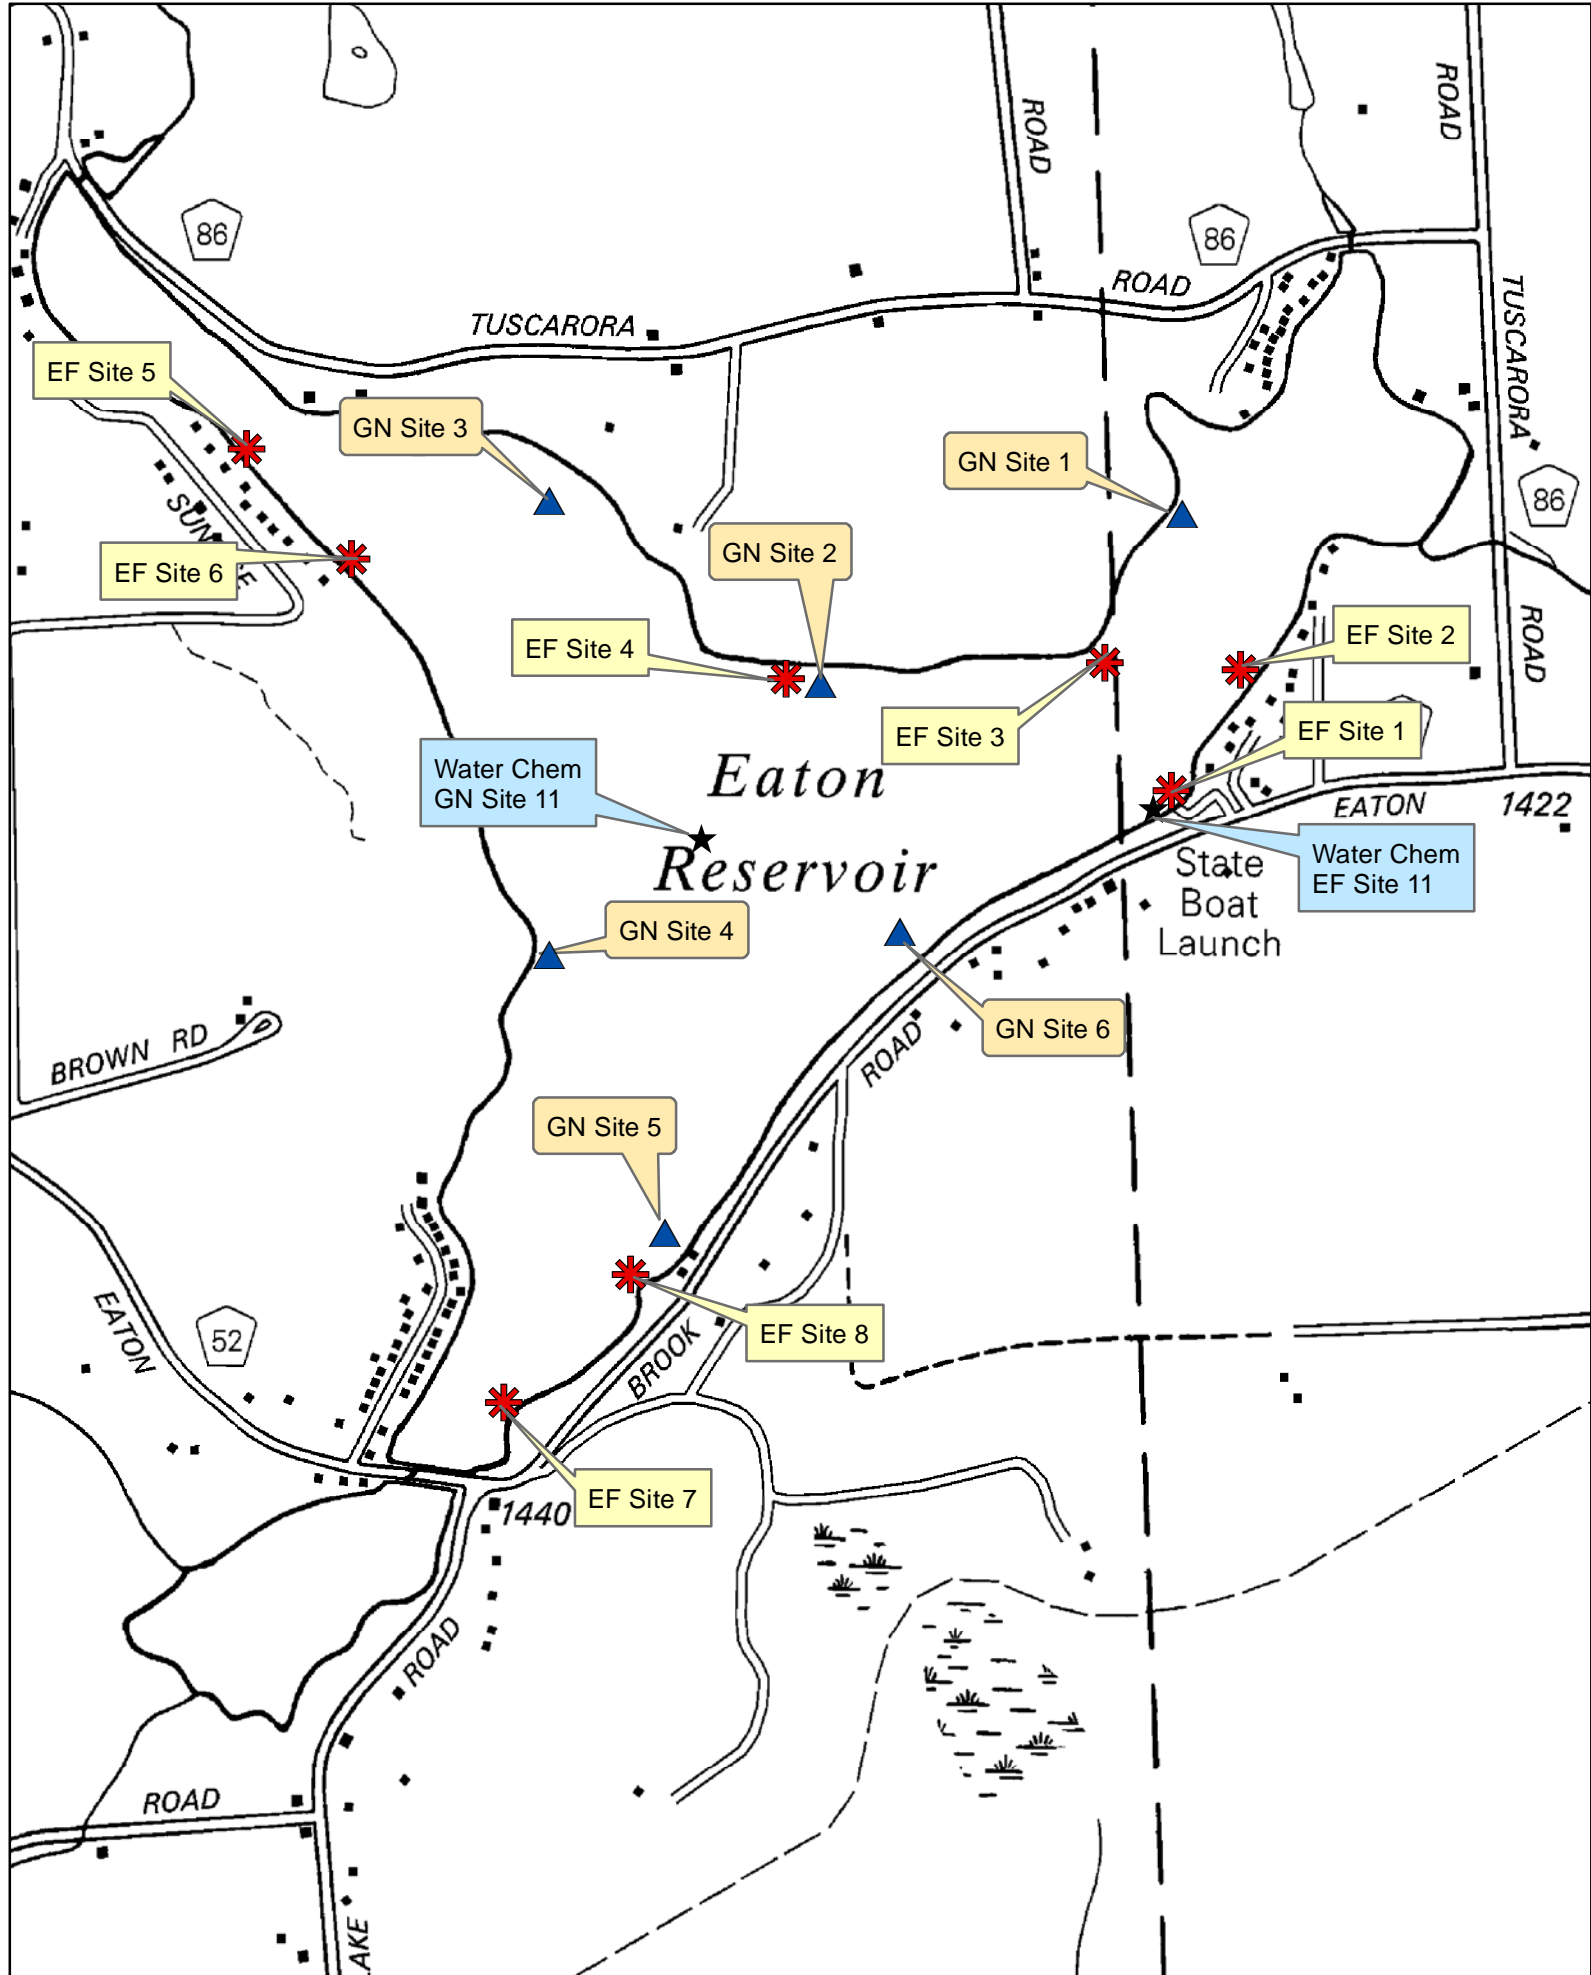 ROAD
ROAD
86
86
ROAD
TUSCARORA
TUSCARORA
EF Site 5
GN Site 3
GN Site 1
86
GN Site 2
EF Site 6
EF Site 4
EF Site 2
ROAD
EF Site 3
EF Site 1
Water Chem
GN Site 11
Eaton
Reservoir
EATON
1422
State
Boat
Launch
Water Chem
EF Site 11
GN Site 4
GN Site 6
BROWN RD
ROAD
GN Site 5
EATON
52
EF Site 8
BROOK
EF Site 7
1440
ROAD
ROAD